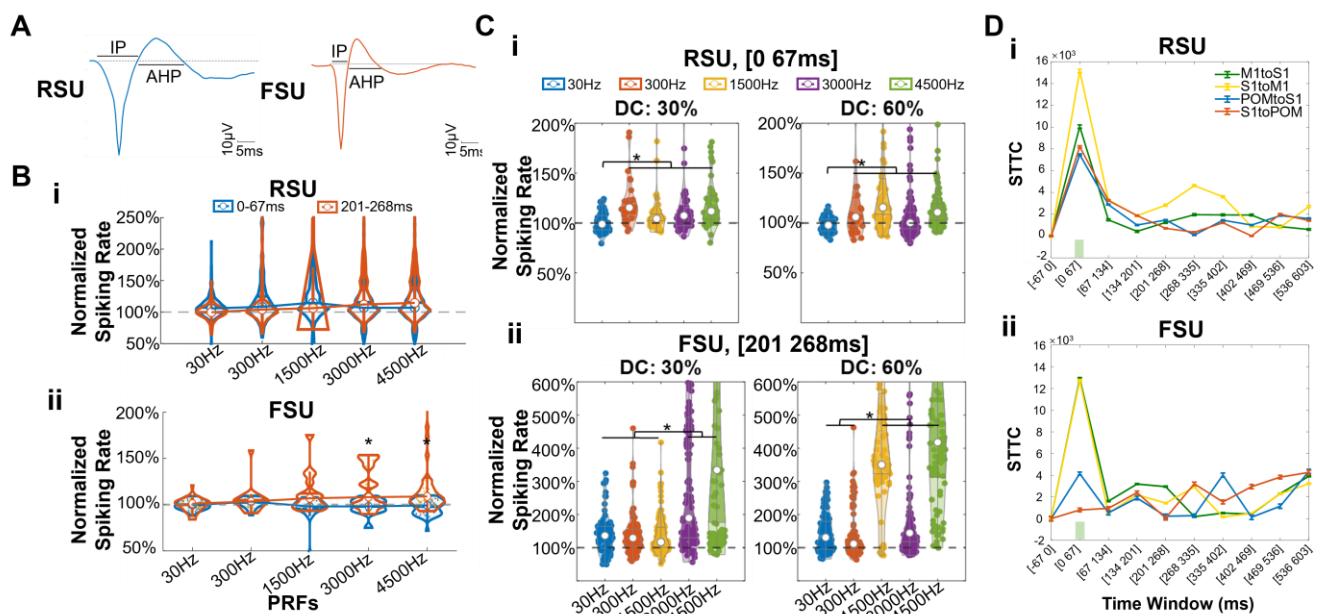 A
IP
AHP
RSU
10μV
5ms
IP
AHP
FSU
10μV
5ms
B
i
RSU
0-67ms
201-268ms
250%
200%
150%
100%
50%
Normalized
Spiking Rate
30Hz
300Hz
1500Hz
3000Hz
4500Hz
ii
FSU
200%
150%
100%
50%
Normalized
Spiking Rate
*
*
30Hz
300Hz
1500Hz
3000Hz
4500Hz
PRFs
C
i
RSU, [0 67ms]
30Hz
300Hz
1500Hz
3000Hz
4500Hz
DC: 30%
DC: 60%
200%
150%
100%
50%
Normalized
Spiking Rate
*
200%
150%
100%
50%
*
ii
FSU, [201 268ms]
DC: 30%
DC: 60%
600%
500%
400%
300%
200%
100%
Normalized
Spiking Rate
*
600%
500%
400%
300%
200%
100%
*
30Hz
300Hz
1500Hz
3000Hz
4500Hz
30Hz
300Hz
1500Hz
3000Hz
4500Hz
D
i
RSU
×10³
16
14
12
10
8
6
4
2
0
-2
STTC
M1toS1
S1toM1
POMtoS1
S1toPOM
[-67 0]
[0 67]
[67 134]
[134 201]
[201 268]
[268 335]
[335 402]
[402 469]
[469 536]
[536 603]
ii
FSU
×10³
16
14
12
10
8
6
4
2
0
-2
STTC
[-67 0]
[0 67]
[67 134]
[134 201]
[201 268]
[268 335]
[335 402]
[402 469]
[469 536]
[536 603]
Time Window (ms)